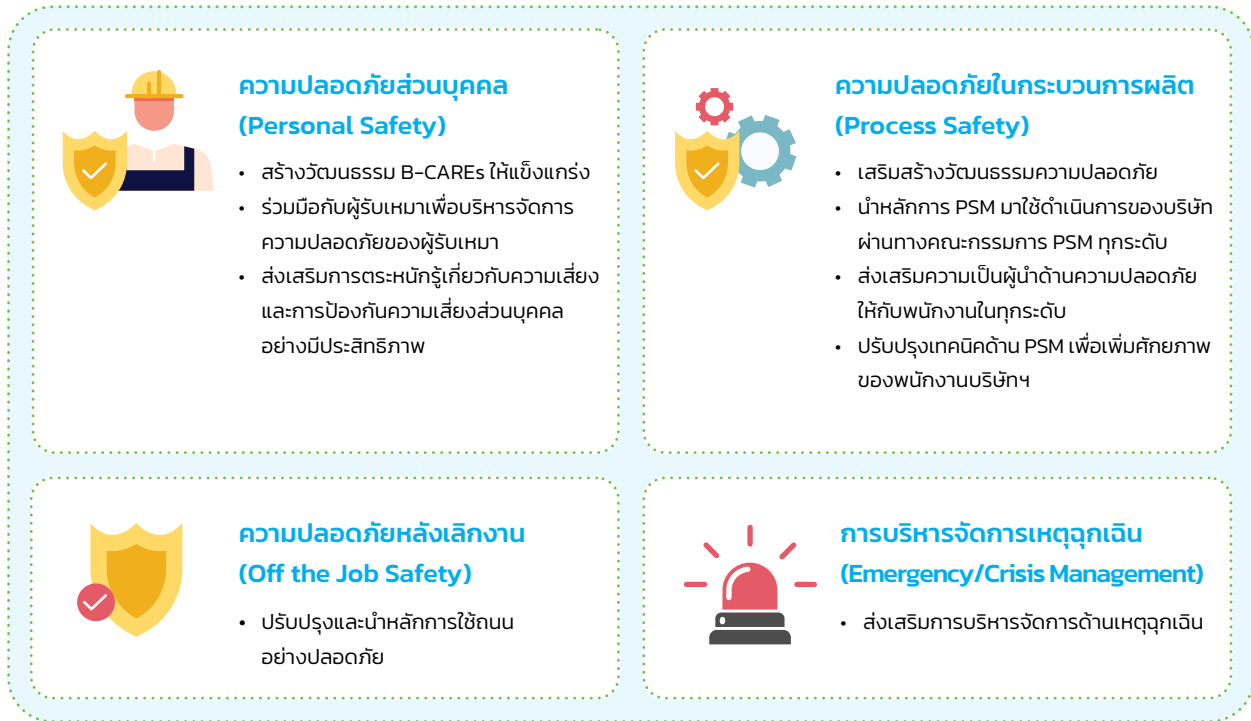 ความปลอดภัยส่วนบุคคล
(Personal Safety)
• สร้างวัฒนธรรม B-CAREs ให้แข็งแกร่ง
• ร่วมมือกับผู้รับเหมาเพื่อบริหารจัดการ
ความปลอดภัยของผู้รับเหมา
• ส่งเสริมการตระหนักรู้เกี่ยวกับความเสี่ยง
และการป้องกันความเสี่ยงส่วนบุคคล
อย่างมีประสิทธิภาพ
ความปลอดภัยในกระบวนการผลิต
(Process Safety)
• เสริมสร้างวัฒนธรรมความปลอดภัย
• นำหลักการ PSM มาใช้ดำเนินการของบริษัท
ผ่านทางคณะกรรมการ PSM ทุกระดับ
• ส่งเสริมความเป็นผู้นำด้านความปลอดภัย
ให้กับพนักงานในทุกระดับ
• ปรับปรุงเทคนิคด้าน PSM เพื่อเพิ่มศักยภาพ
ของพนักงานบริษัทฯ
ความปลอดภัยหลังเลิกงาน
(Off the Job Safety)
• ปรับปรุงและนำหลักการใช้ถนน
อย่างปลอดภัย
การบริหารจัดการเหตุฉุกเฉิน
(Emergency/Crisis Management)
• ส่งเสริมการบริหารจัดการด้านเหตุฉุกเฉิน